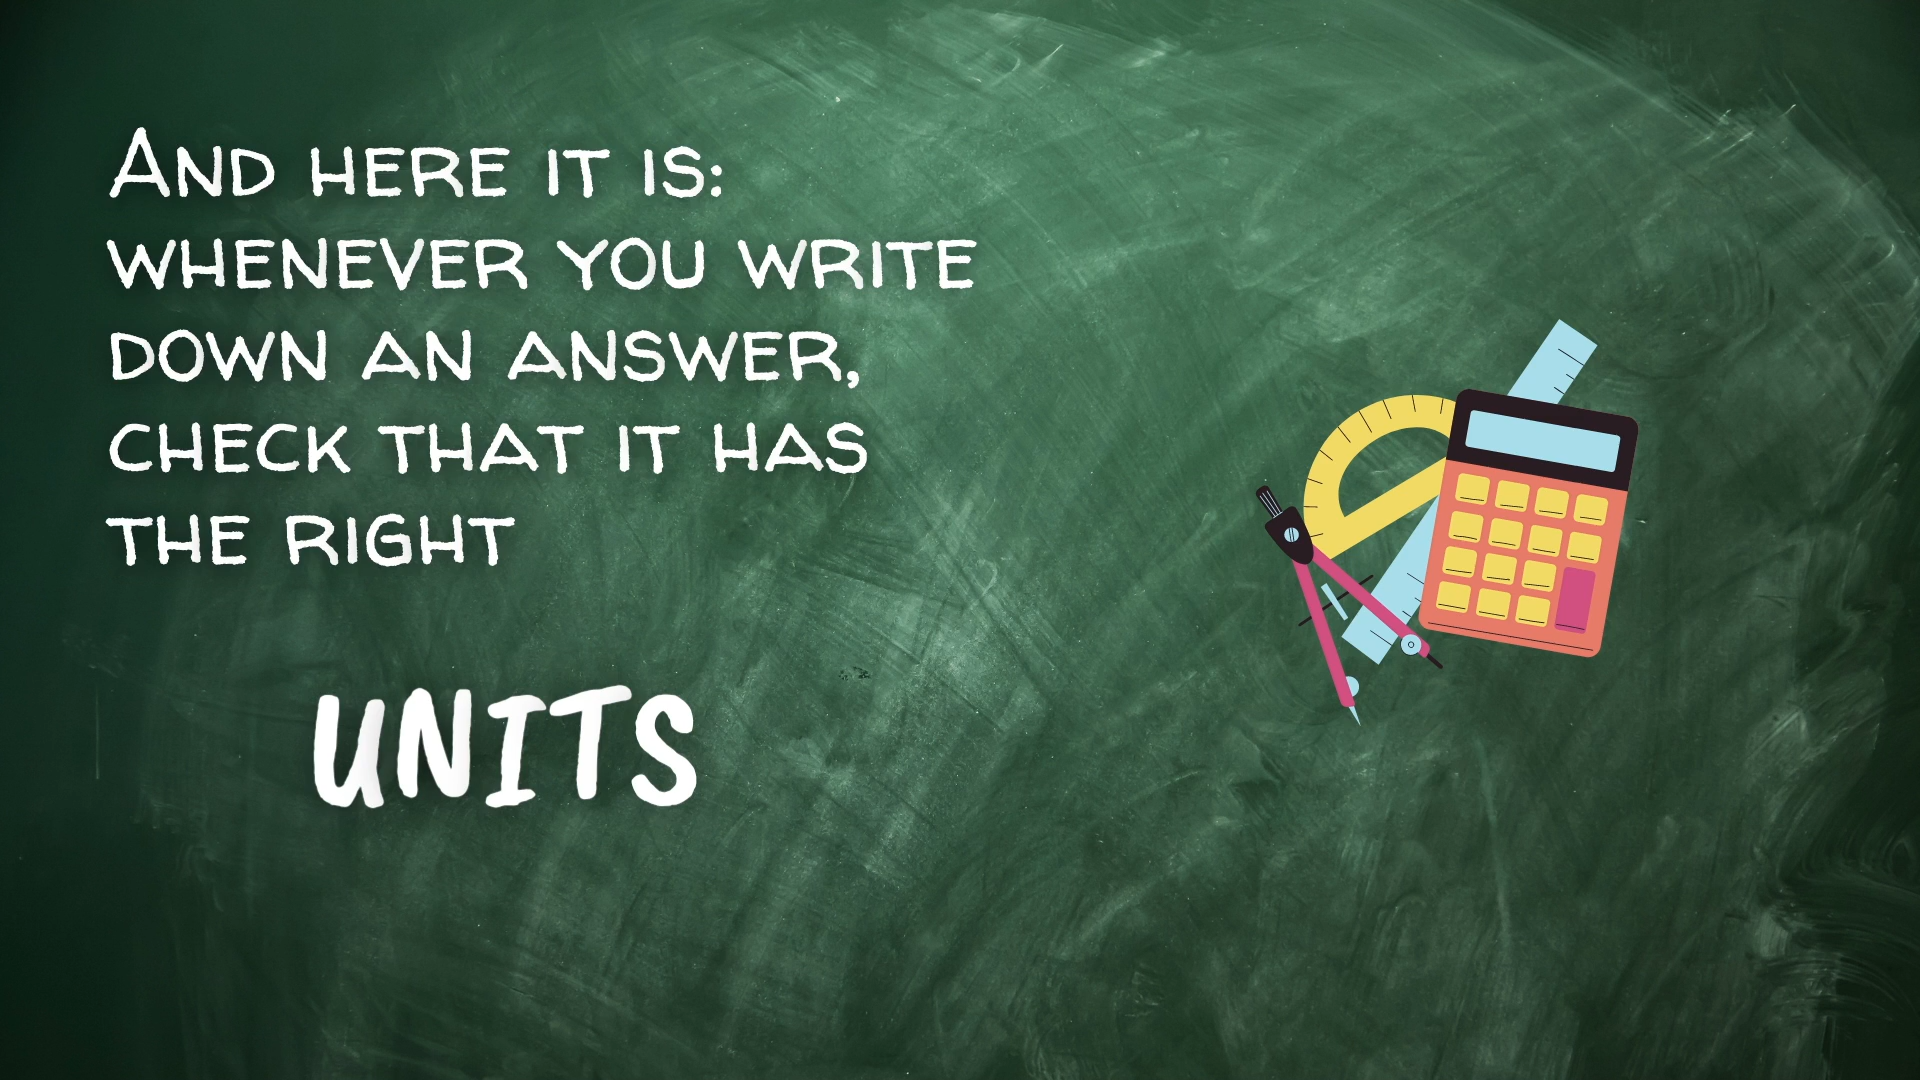 And here it is:
whenever you write
down an answer,
check that it has
the right
UNITS